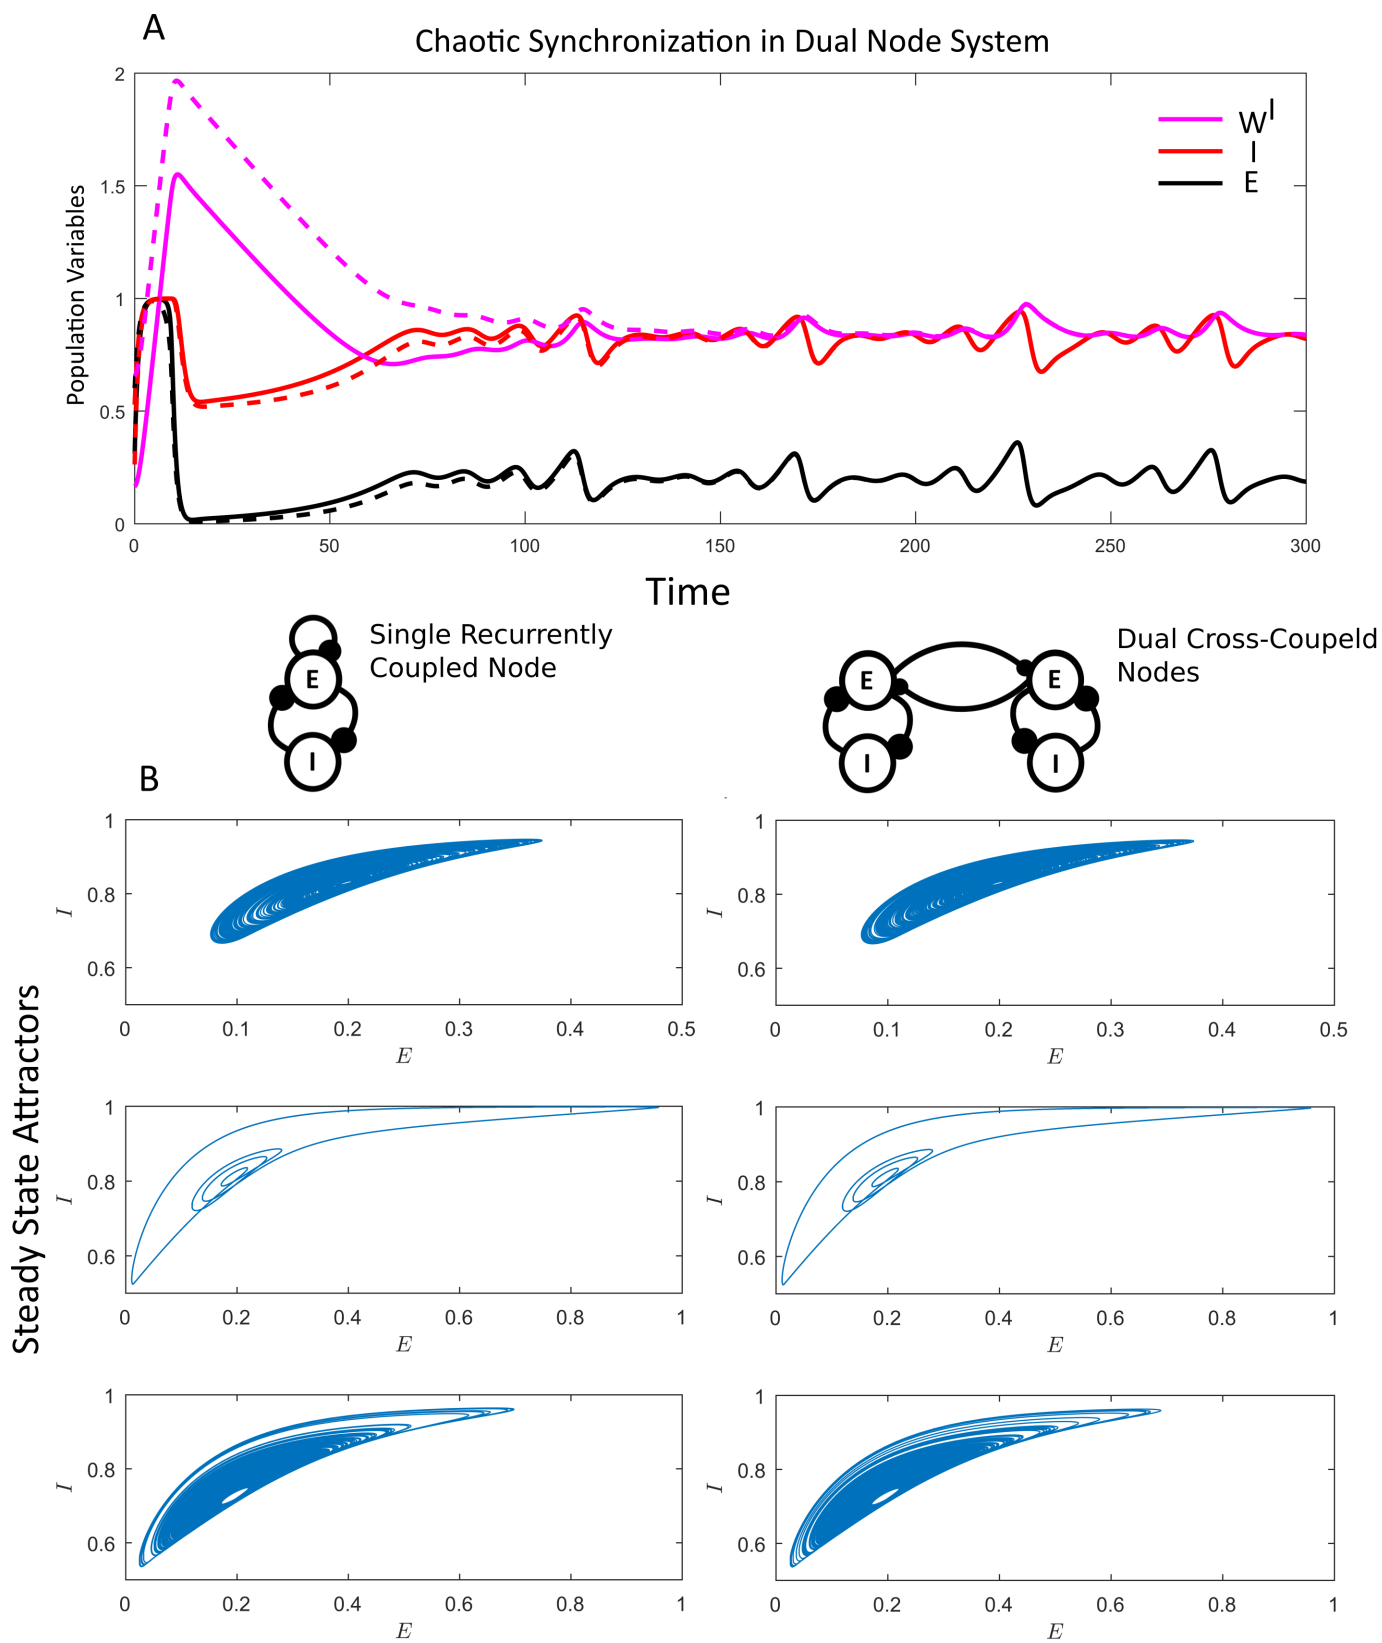 A
Chaotic Synchronization in Dual Node System
Population Variables
2
1.5
1
0.5
0
W^I
I
E
0 50 100 150 200 250 300
Time
Single Recurrently
Coupled Node
E
I
Dual Cross-Coupeld
Nodes
E E
I I
B
Steady State Attractors
1
0.8
0.6
I
0 0.1 0.2 0.3 0.4 0.5
E
1
0.8
0.6
I
0 0.1 0.2 0.3 0.4 0.5
E
1
0.8
0.6
I
0 0.2 0.4 0.6 0.8 1
E
1
0.8
0.6
I
0 0.2 0.4 0.6 0.8 1
E
1
0.8
0.6
I
0 0.2 0.4 0.6 0.8 1
E
1
0.8
0.6
I
0 0.2 0.4 0.6 0.8 1
E